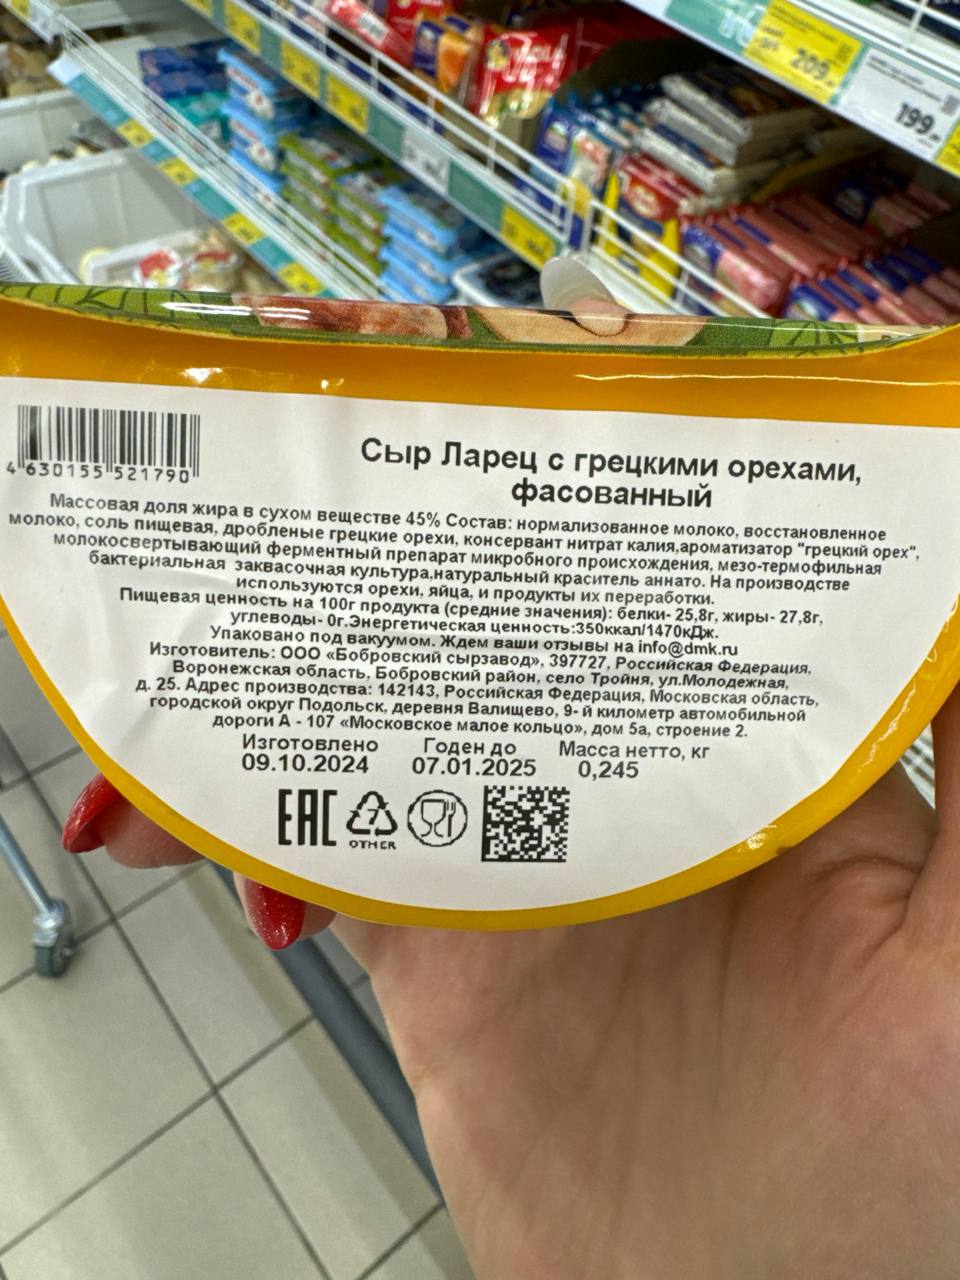 209
199
4 630155 521790
Сыр Ларец с грецкими орехами,
фасованный
Массовая доля жира в сухом веществе 45% Состав: нормализованное молоко, восстановленное
молоко, соль пищевая, дробленые грецкие орехи, консервант нитрат калия,ароматизатор "грецкий орех",
молокосвертывающий ферментный препарат микробного происхождения, мезо-термофильная
бактериальная заквасочная культура,натуральный краситель аннато. На производстве
используются орехи, яйца, и продукты их переработки.
Пищевая ценность на 100г продукта (средние значения): белки- 25,8г, жиры- 27,8г,
углеводы- 0г.Энергетическая ценность:350ккал/1470кДж.
Упаковано под вакуумом. Ждем ваши отзывы на info@dmk.ru
Изготовитель: ООО «Бобровский сырзавод», 397727, Российская Федерация,
Воронежская область, Бобровский район, село Тройня, ул.Молодежная,
д. 25. Адрес производства: 142143, Российская Федерация, Московская область,
городской округ Подольск, деревня Валищево, 9- й километр автомобильной
дороги А - 107 «Московское малое кольцо», дом 5а, строение 2.
Изготовлено Годен до Масса нетто, кг
09.10.2024 07.01.2025 0,245
EAC 7
OTHER